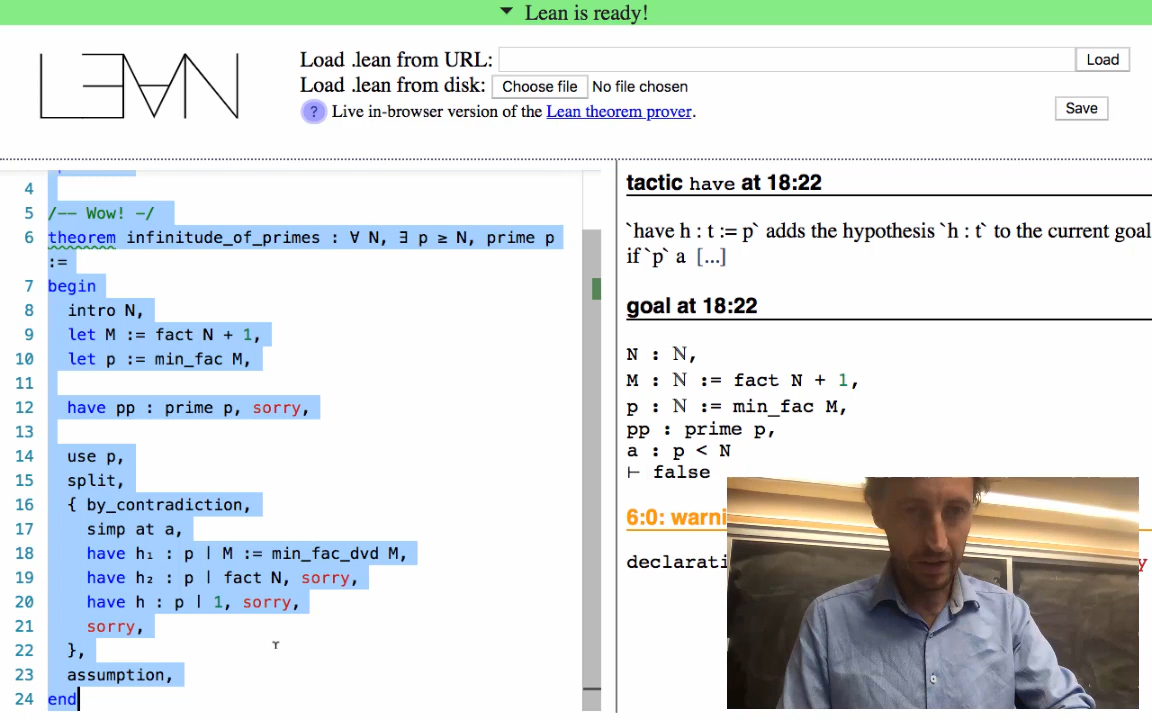 Lean is ready!
LEAN
Load .lean from URL:
Load
Load .lean from disk: Choose file No file chosen
? Live in-browser version of the Lean theorem prover.
Save
4
5 /-- Wow! -/
6 theorem infinitude_of_primes : ∀ N, ∃ p ≥ N, prime p
:=
7 begin
8 intro N,
9 let M := fact N + 1,
10 let p := min_fac M,
11
12 have pp : prime p, sorry,
13
14 use p,
15 split,
16 { by_contradiction,
17 simp at a,
18 have h₁ : p ∣ M := min_fac_dvd M,
19 have h₂ : p ∣ fact N, sorry,
20 have h : p ∣ 1, sorry,
21 sorry,
22 },
23 assumption,
24 end
tactic have at 18:22
`have h : t := p` adds the hypothesis `h : t` to the current goal
if `p` a [...]
goal at 18:22
N : ℕ,
M : ℕ := fact N + 1,
p : ℕ := min_fac M,
pp : prime p,
a : p < N
⊢ false
6:0: warni
declarati
y